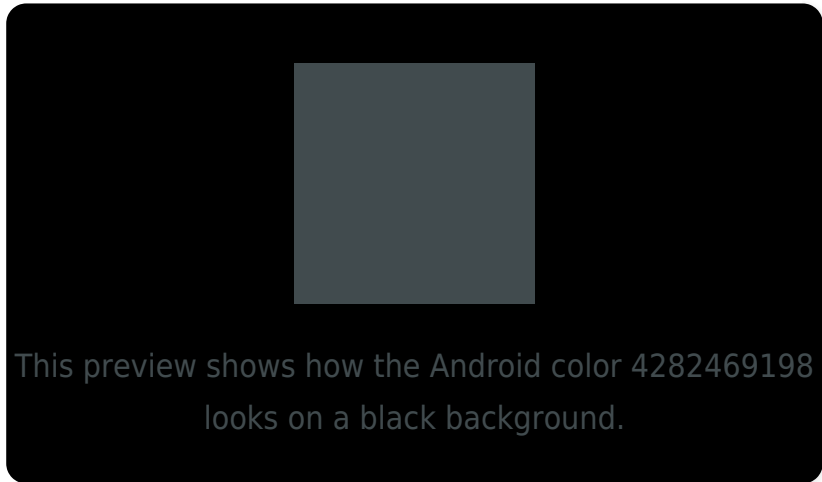 This preview shows how the Android color 4282469198
looks on a black background.